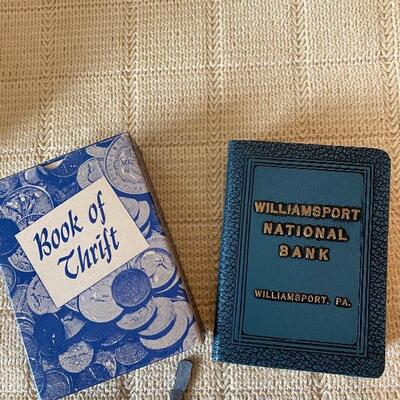 Book of
Thrift
WILLIAMSPORT
NATIONAL
BANK
WILLIAMSPORT, PA.